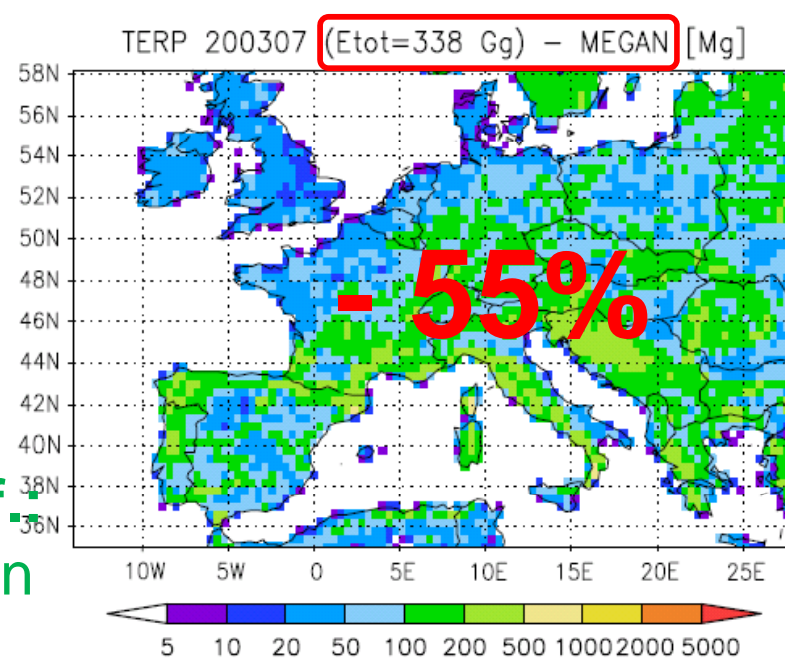 TERP 200307 (Etot=338 Gg) – MEGAN [Mg]
58N
56N
54N
52N
50N
48N
46N
44N
42N
40N
38N
36N
- 55%
10W 5W 0 5E 10E 15E 20E 25E
5 10 20 50 100 200 500 1000 2000 5000